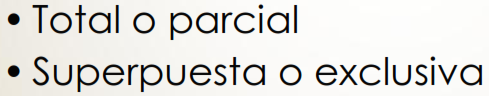 • Total o parcial
• Superpuesta o exclusiva